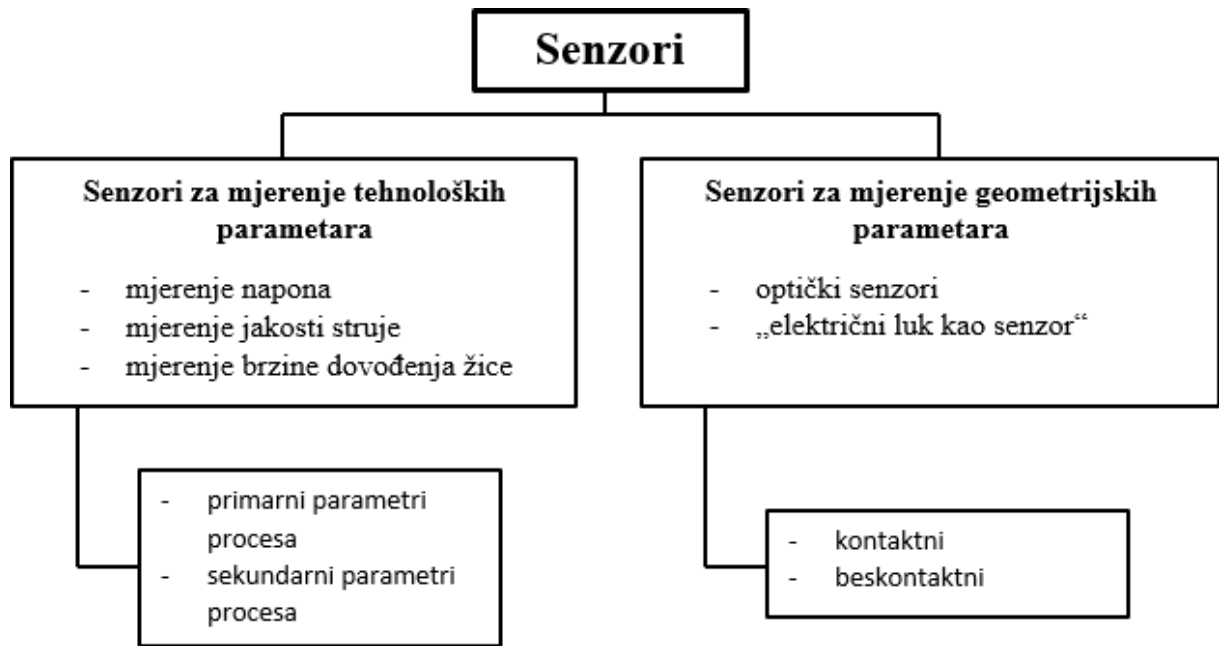 Senzori
Senzori za mjerenje tehnoloških
parametara
- mjerenje napona
- mjerenje jakosti struje
- mjerenje brzine dovođenja žice
Senzori za mjerenje geometrijskih
parametara
- optički senzori
- „električni luk kao senzor“
- primarni parametri
procesa
- sekundarni parametri
procesa
- kontaktni
- beskontaktni